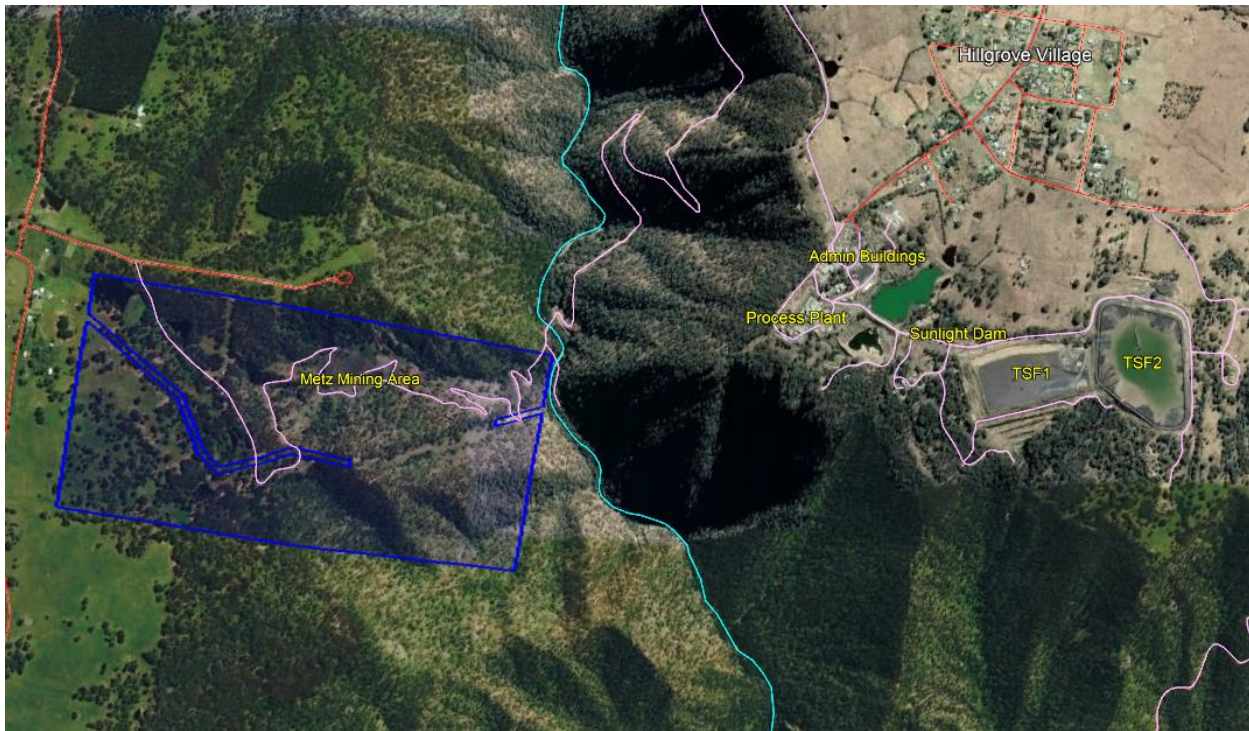 Hillgrove Village
Admin Buildings
Process Plant
Sunlight Dam
TSF1
TSF2
Metz Mining Area